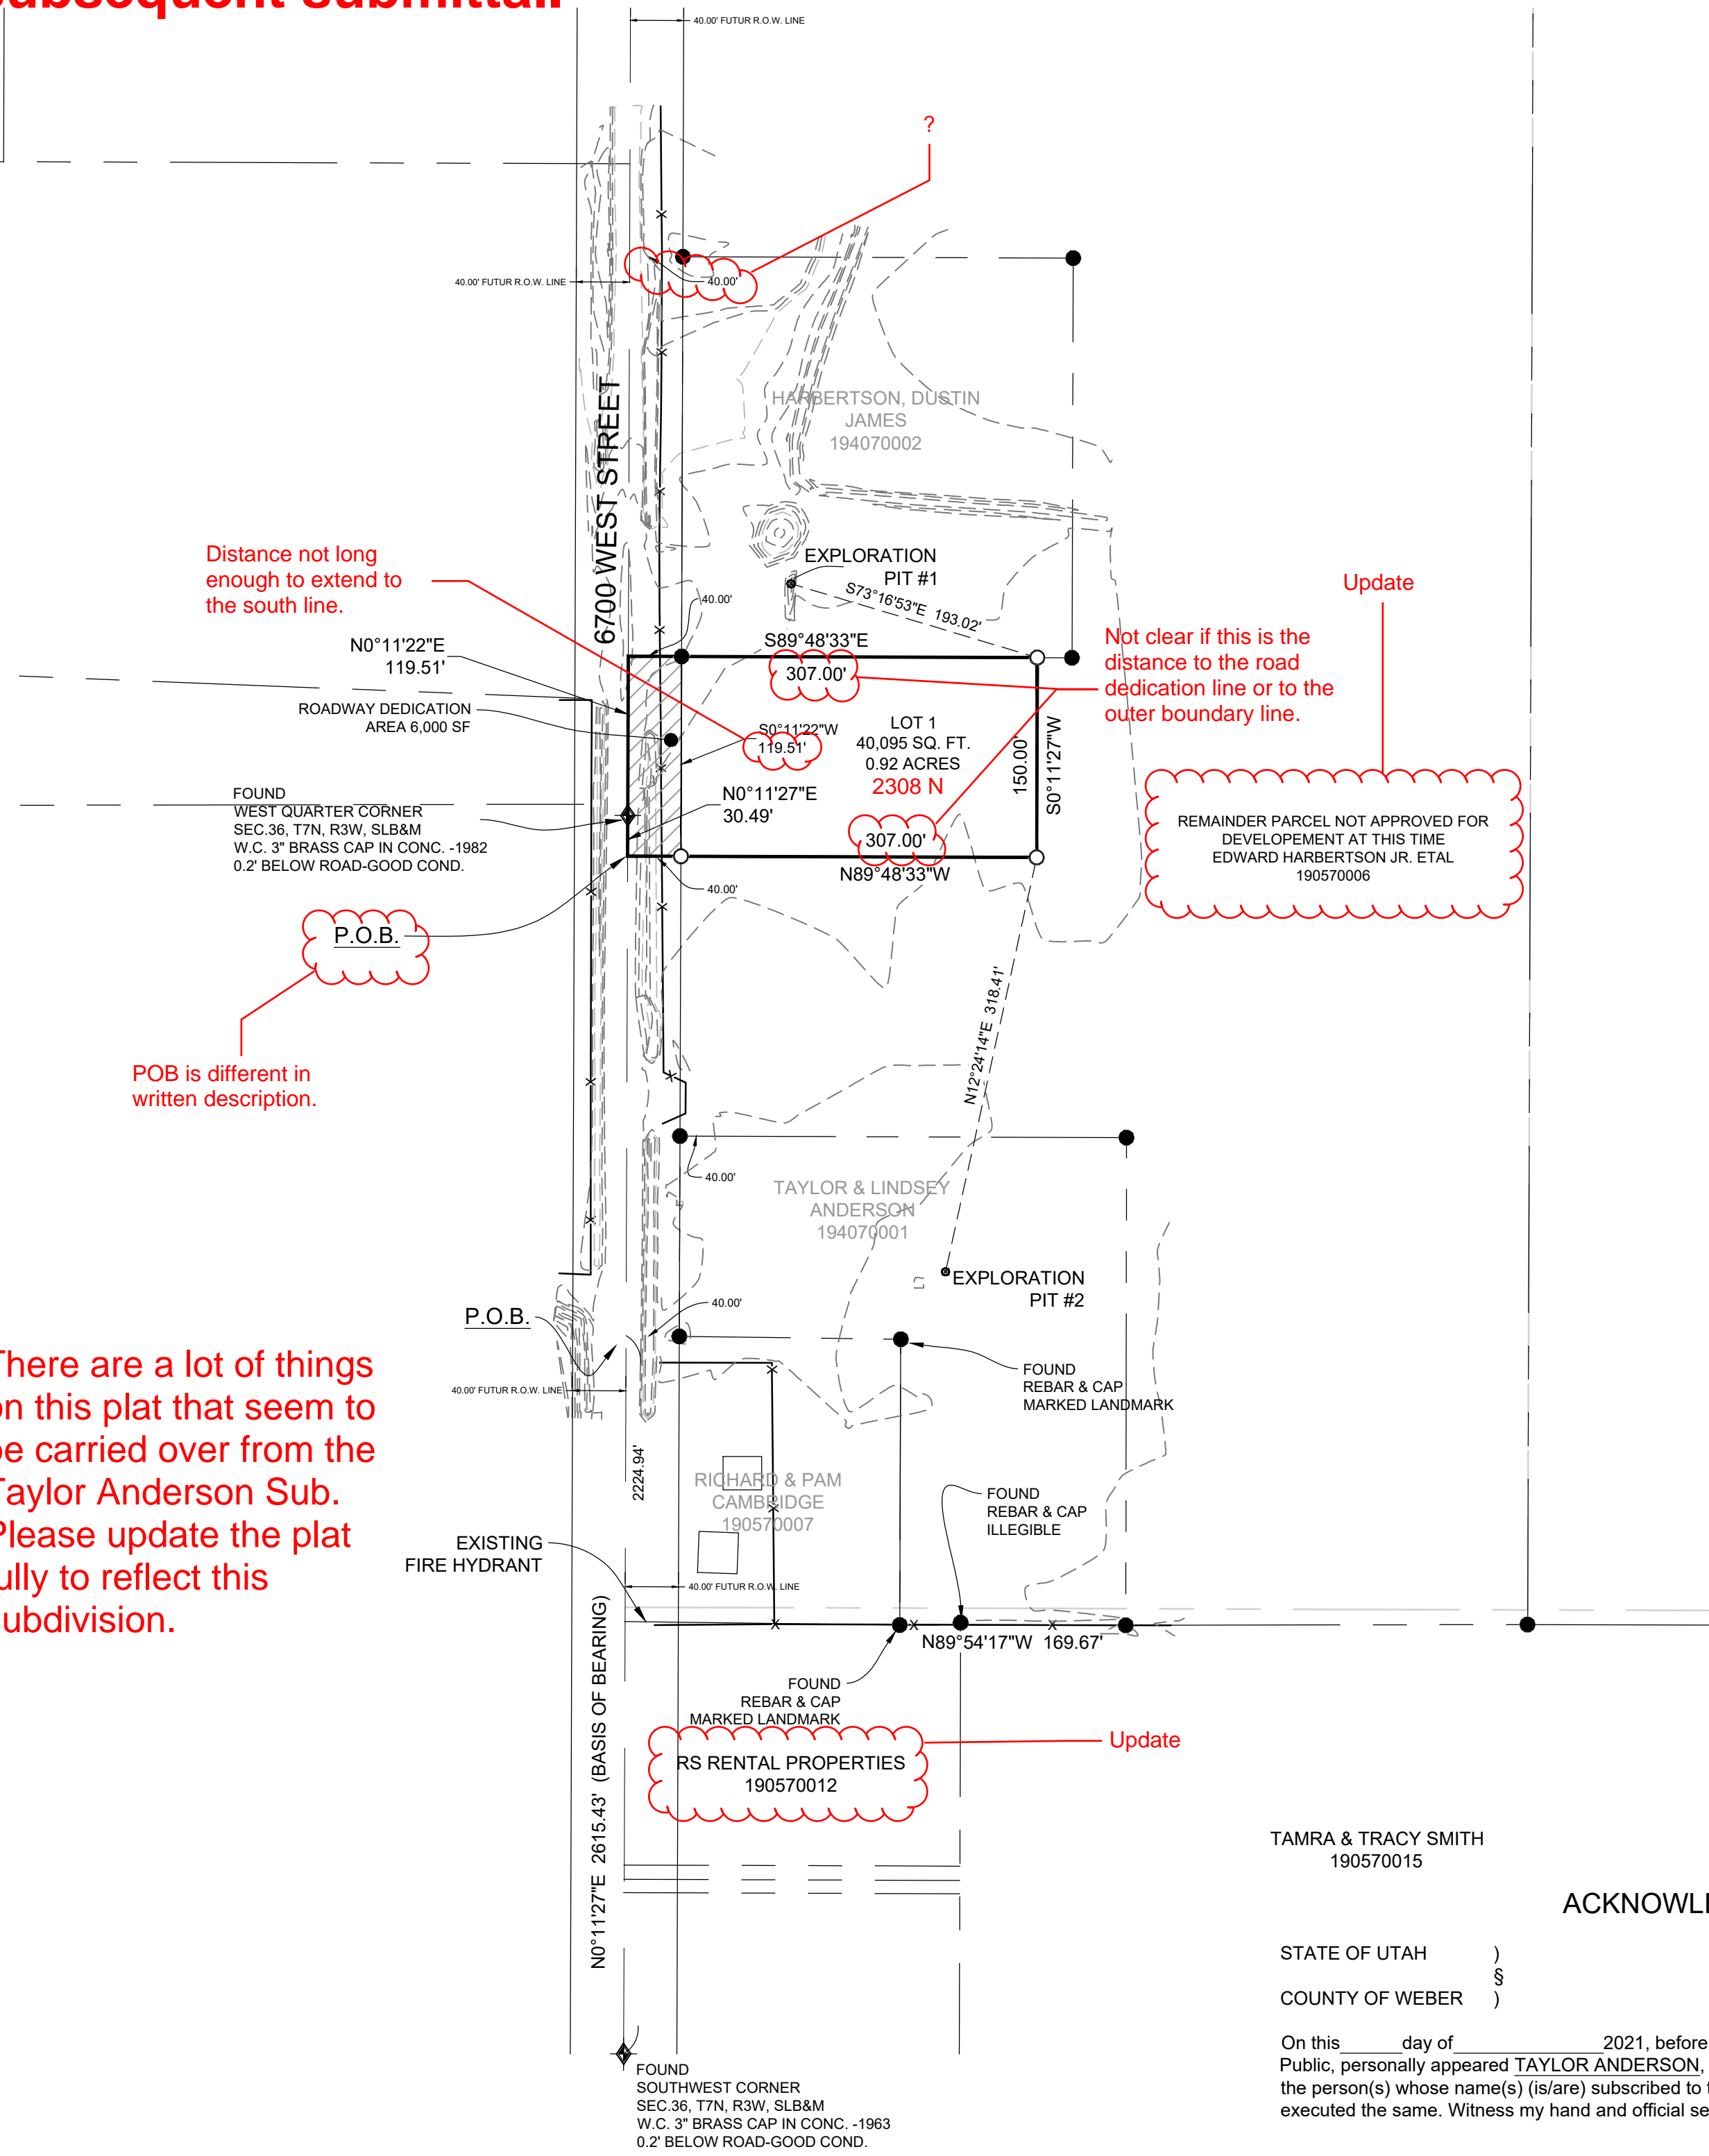 subsequent submittal.
40.00' FUTUR R.O.W. LINE
?
40.00' FUTUR R.O.W. LINE
40.00'
HARBERTSON, DUSTIN
JAMES
194070002
6700 WEST STREET
Distance not long
enough to extend to
the south line.
EXPLORATION
PIT #1
S73°16'53"E 193.02'
Update
40.00'
N0°11'22"E
119.51'
S89°48'33"E
307.00'
Not clear if this is the
distance to the road
dedication line or to the
outer boundary line.
ROADWAY DEDICATION
AREA 6,000 SF
S0°11'22"W
119.51'
LOT 1
40,095 SQ. FT.
0.92 ACRES
2308 N
150.00'
S0°11'27"W
FOUND
WEST QUARTER CORNER
SEC.36, T7N, R3W, SLB&M
W.C. 3" BRASS CAP IN CONC. -1982
0.2' BELOW ROAD-GOOD COND.
N0°11'27"E
30.49'
307.00'
N89°48'33"W
REMAINDER PARCEL NOT APPROVED FOR
DEVELOPEMENT AT THIS TIME
EDWARD HARBERTSON JR. ETAL
190570006
40.00'
P.O.B.
POB is different in
written description.
N12°24'14"E 318.41'
40.00'
TAYLOR & LINDSEY
ANDERSON
194070001
EXPLORATION
PIT #2
P.O.B.
40.00'
There are a lot of things
on this plat that seem to
be carried over from the
Taylor Anderson Sub.
Please update the plat
fully to reflect this
subdivision.
FOUND
REBAR & CAP
MARKED LANDMARK
40.00' FUTUR R.O.W. LINE
2224.94'
RICHARD & PAM
CAMBRIDGE
190570007
FOUND
REBAR & CAP
ILLEGIBLE
EXISTING
FIRE HYDRANT
40.00' FUTUR R.O.W. LINE
N89°54'17"W 169.67'
N0°11'27"E 2615.43' (BASIS OF BEARING)
FOUND
REBAR & CAP
MARKED LANDMARK
RS RENTAL PROPERTIES
190570012
Update
TAMRA & TRACY SMITH
190570015
ACKNOWL
STATE OF UTAH )
§
COUNTY OF WEBER )
On this______day of______________2021, before
Public, personally appeared TAYLOR ANDERSON,
the person(s) whose name(s) (is/are) subscribed to t
executed the same. Witness my hand and official se
FOUND
SOUTHWEST CORNER
SEC.36, T7N, R3W, SLB&M
W.C. 3" BRASS CAP IN CONC. -1963
0.2' BELOW ROAD-GOOD COND.